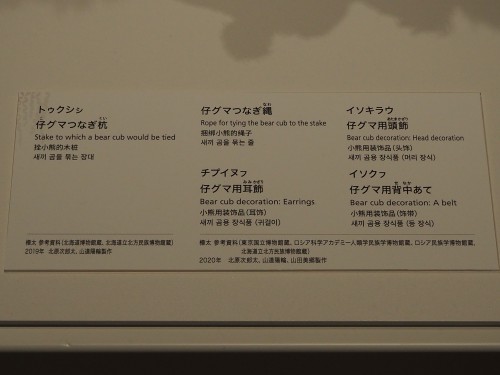 トゥクシㇱ
仔グマつなぎ杭
Stake to which a bear cub would be tied
拴小熊的木桩
새끼 곰을 묶는 장대
仔グマつなぎ縄
Rope for tying the bear cub to the stake
捆绑小熊的绳子
새끼 곰을 묶는 줄
イソキラウ
仔グマ用頭飾
Bear cub decoration: Head decoration
小熊用装饰品 (头饰)
새끼 곰용 장식품 (머리 장식)
チプイヌㇷ
仔グマ用耳飾
Bear cub decoration: Earrings
小熊用装饰品 (耳饰)
새끼 곰용 장식품 (귀걸이)
イソクㇷ
仔グマ用背中あて
Bear cub decoration: A belt
小熊用装饰品 (饰带)
새끼 곰용 장식품 (등 장식)
樺太 参考資料(北海道博物館蔵、北海道立北方民族博物館蔵)
2019年 北原次郎太、山道陽輪製作
樺太 参考資料(東京国立博物館蔵、ロシア科学アカデミー人類学民族学博物館蔵、ロシア民族学博物館蔵、
北海道立北方民族博物館蔵)
2020年 北原次郎太、山道陽輪、山田美郷製作